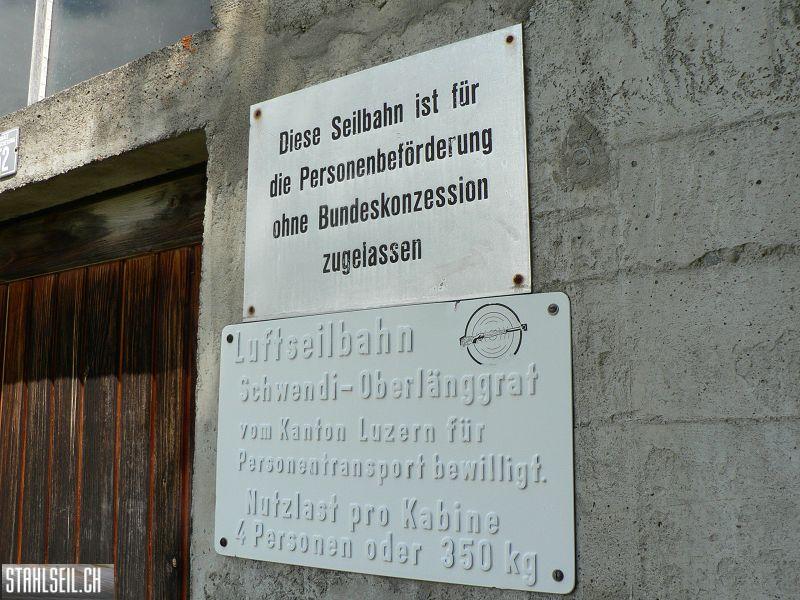 Diese Seilbahn ist für
die Personenbeförderung
ohne Bundeskonzession
zugelassen
Luftseilbahn
Schwendi-Oberlänggrat
vom Kanton Luzern für
Personentransport bewilligt.
Nutzlast pro Kabine
4 Personen oder 350 kg
STAHLSEIL.CH